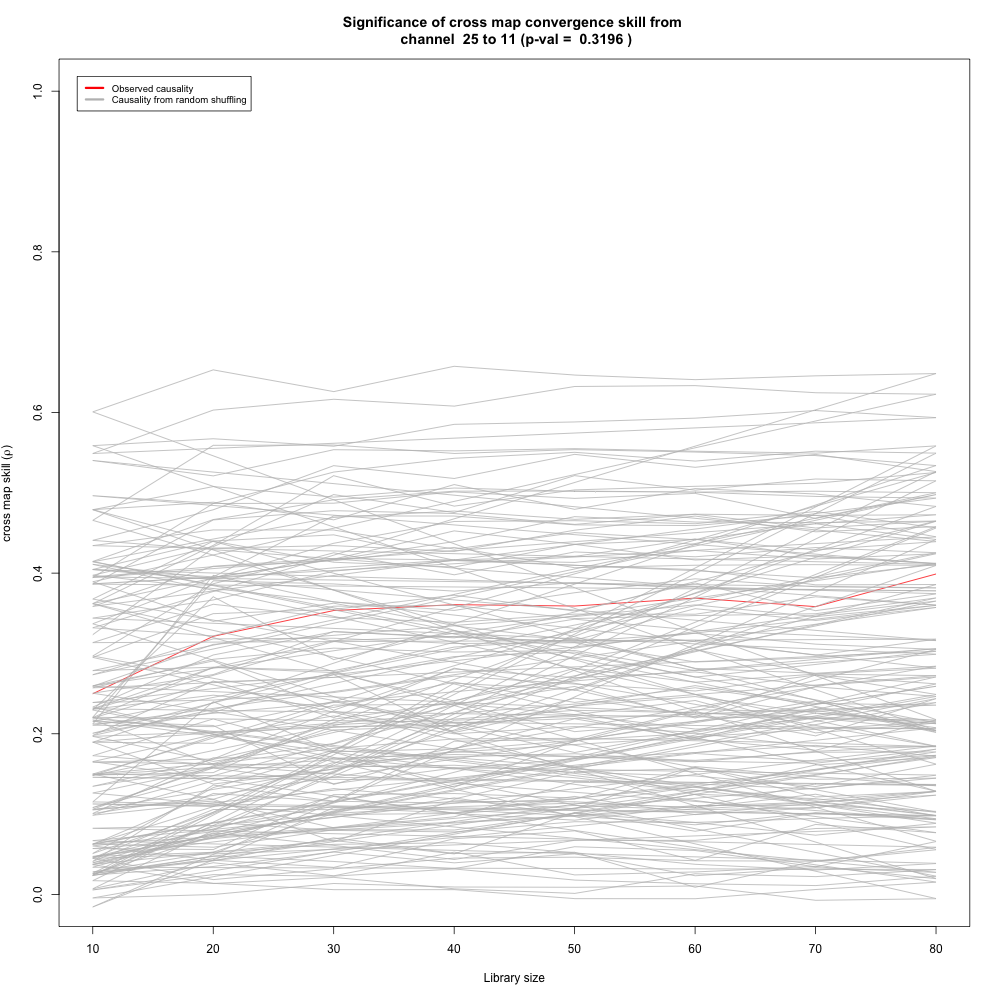 Significance of cross map convergence skill from
channel  25 to 11 (p-val =  0.3196 )
Observed causality
Causality from random shuffling
1.0
0.8
0.6
0.4
0.2
0.0
cross map skill (ρ)
10 20 30 40 50 60 70 80
Library size